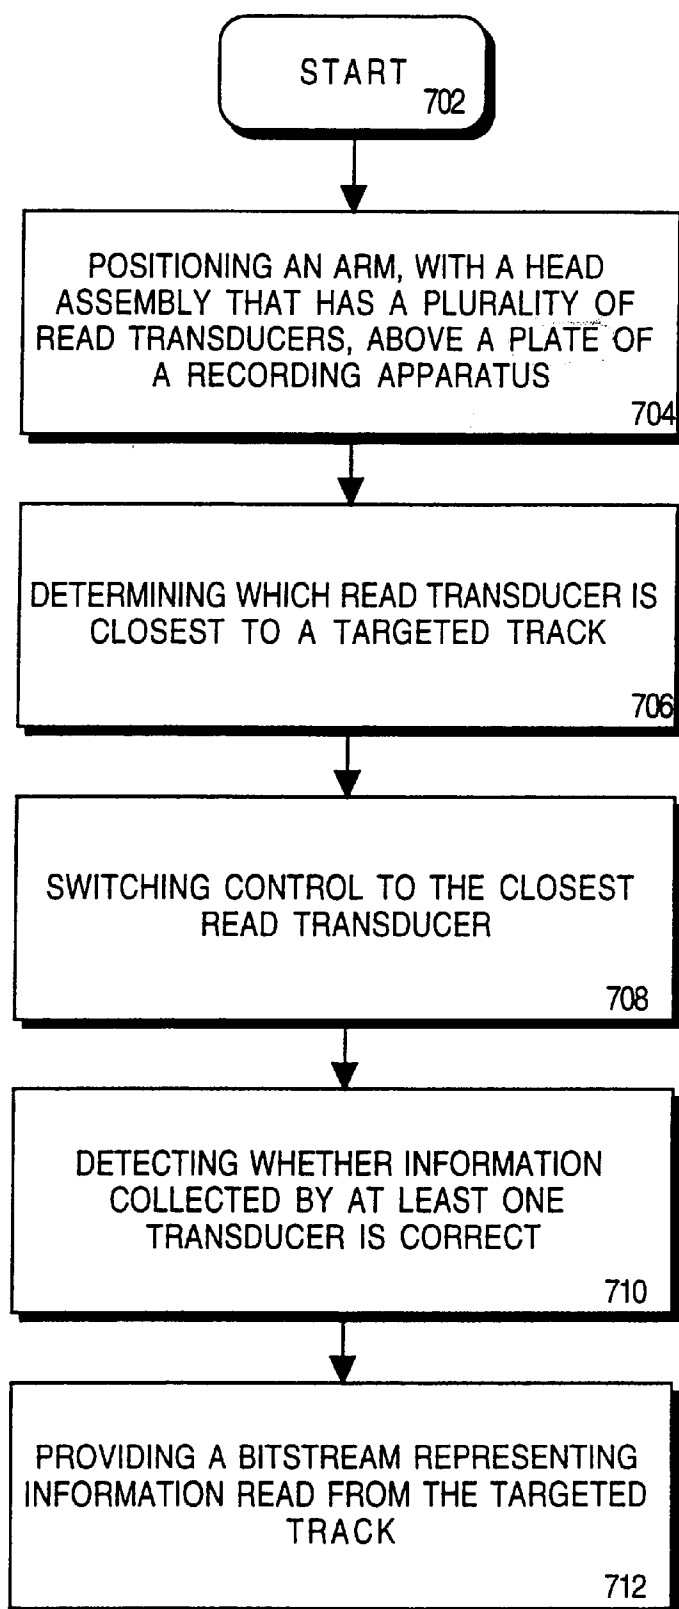 START
702
POSITIONING AN ARM, WITH A HEAD
ASSEMBLY THAT HAS A PLURALITY OF
READ TRANSDUCERS, ABOVE A PLATE OF
A RECORDING APPARATUS
704
DETERMINING WHICH READ TRANSDUCER IS
CLOSEST TO A TARGETED TRACK
706
SWITCHING CONTROL TO THE CLOSEST
READ TRANSDUCER
708
DETECTING WHETHER INFORMATION
COLLECTED BY AT LEAST ONE
TRANSDUCER IS CORRECT
710
PROVIDING A BITSTREAM REPRESENTING
INFORMATION READ FROM THE TARGETED
TRACK
712